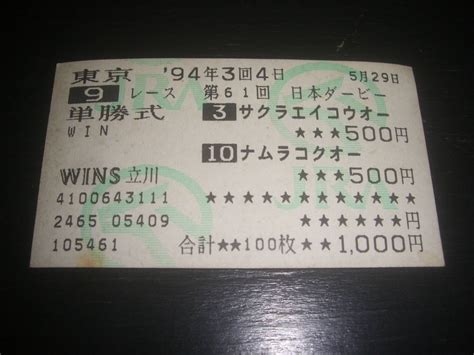 東京 '94年3回4日 5月29日
9 レース 第61回 日本ダービー
単勝式 3 サクラエイコウオー
WIN ★★★500円
10 ナムラコクオー
WINS 立川 ★★★500円
4100643111 ★★★★★★★★★★★
2465 05409 ★★★★★★円
105461 合計★★100枚★★1,000円
JRA